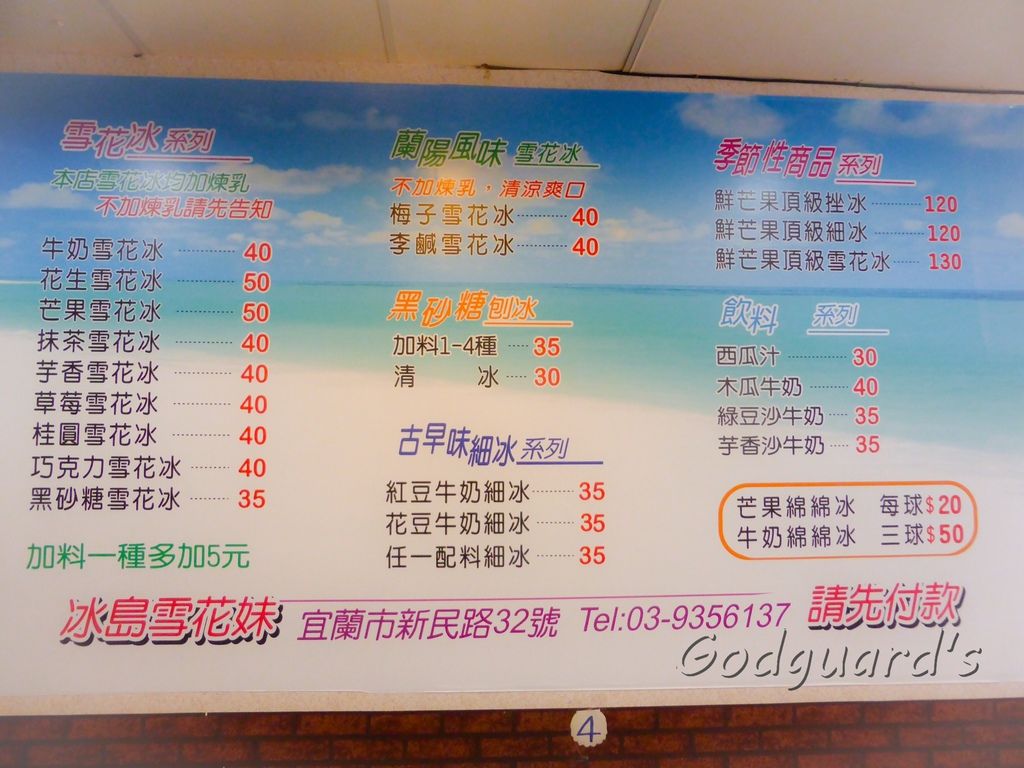 雪花冰系列
本店雪花冰均加煉乳
不加煉乳請先告知
牛奶雪花冰 ---------- 40
花生雪花冰 ---------- 50
芒果雪花冰 ---------- 50
抹茶雪花冰 ---------- 40
芋香雪花冰 ---------- 40
草莓雪花冰 ---------- 40
桂圓雪花冰 ---------- 40
巧克力雪花冰 -------- 40
黑砂糖雪花冰 -------- 35
加料一種多加5元
蘭陽風味 雪花冰
不加煉乳，清涼爽口
梅子雪花冰 -------- 40
李鹹雪花冰 -------- 40
黑砂糖刨冰
加料1-4種 ---- 35
清 冰 ---- 30
古早味細冰系列
紅豆牛奶細冰 ------ 35
花豆牛奶細冰 ------ 35
任一配料細冰 ------ 35
季節性商品系列
鮮芒果頂級挫冰 -------- 120
鮮芒果頂級細冰 -------- 120
鮮芒果頂級雪花冰 ------ 130
飲料 系列
西瓜汁 ---------- 30
木瓜牛奶 -------- 40
綠豆沙牛奶 ---- 35
芋香沙牛奶 ---- 35
芒果綿綿冰 每球$20
牛奶綿綿冰 三球$50
冰島雪花妹 宜蘭市新民路32號 Tel:03-9356137 請先付款
Godguard's
4